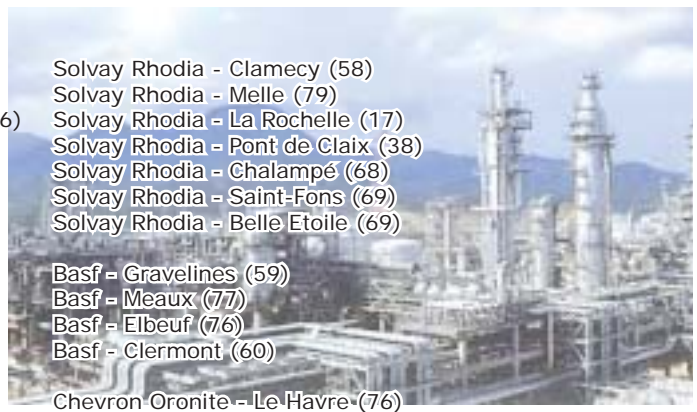 Solvay Rhodia - Clamecy (58)
Solvay Rhodia - Melle (79)
6) Solvay Rhodia - La Rochelle (17)
Solvay Rhodia - Pont de Claix (38)
Solvay Rhodia - Chalampé (68)
Solvay Rhodia - Saint-Fons (69)
Solvay Rhodia - Belle Etoile (69)
Basf - Gravelines (59)
Basf - Meaux (77)
Basf - Elbeuf (76)
Basf - Clermont (60)
Chevron Oronite - Le Havre (76)